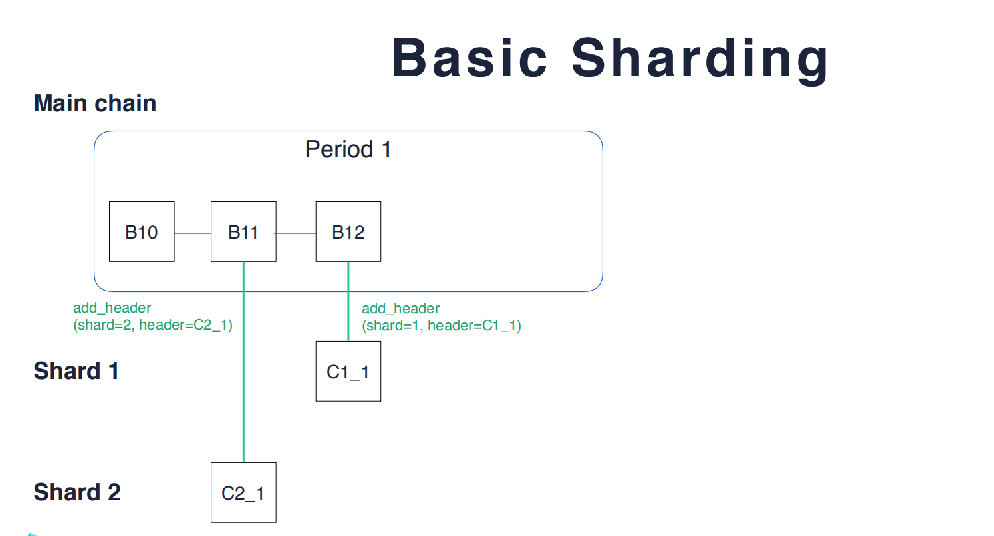 Basic Sharding
Main chain
Period 1
B10
B11
B12
add_header
(shard=2, header=C2_1)
add_header
(shard=1, header=C1_1)
Shard 1
C1_1
Shard 2
C2_1